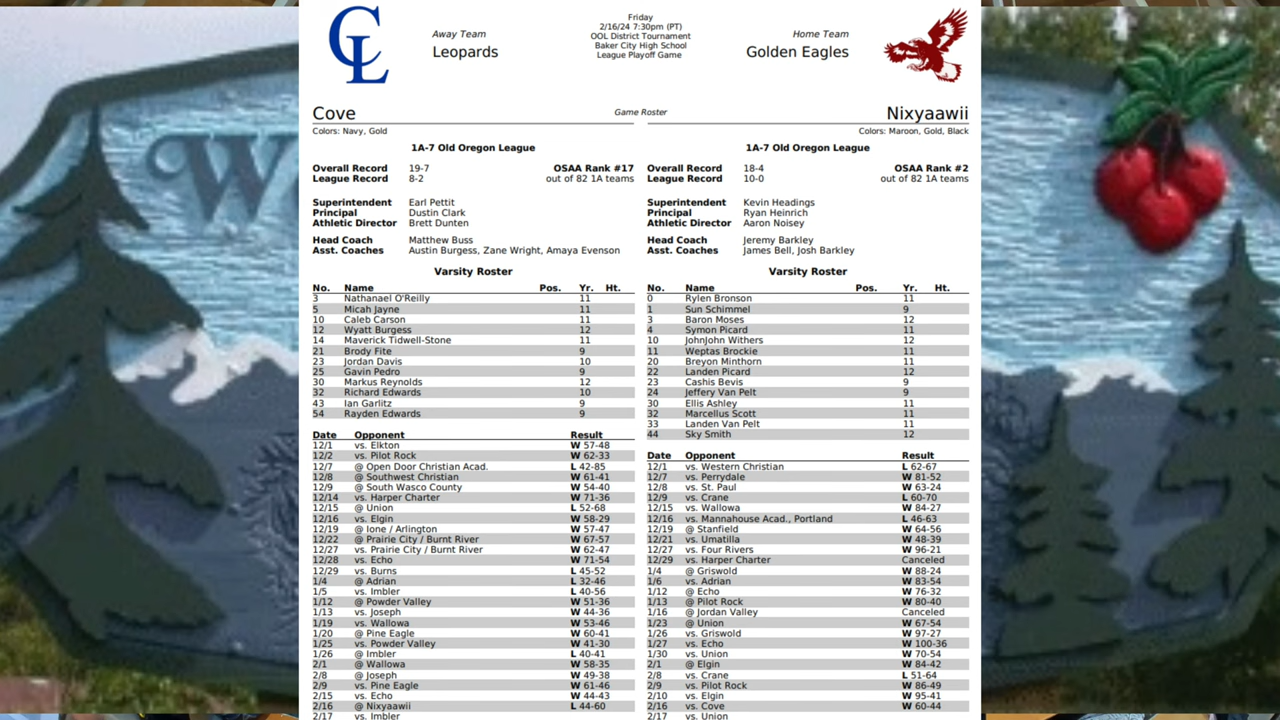 CL
W
Away Team
Leopards
Friday
2/16/24 7:30pm (PT)
OOL District Tournament
Baker City High School
League Playoff Game
Home Team
Golden Eagles
Cove
Game Roster
Nixyaawii
Colors: Navy, Gold
Colors: Maroon, Gold, Black
1A-7 Old Oregon League
Overall Record 19-7 OSAA Rank #17
League Record 8-2 out of 82 1A teams
Superintendent Earl Pettit
Principal Dustin Clark
Athletic Director Brett Dunten
Head Coach Matthew Buss
Asst. Coaches Austin Burgess, Zane Wright, Amaya Evenson
Varsity Roster
No. Name Pos. Yr. Ht.
3 Nathanael O'Reilly 11
5 Micah Jayne 11
10 Caleb Carson 11
12 Wyatt Burgess 12
14 Maverick Tidwell-Stone 11
21 Brody Fite 9
23 Jordan Davis 10
25 Gavin Pedro 9
30 Markus Reynolds 12
32 Richard Edwards 10
43 Ian Garlitz 9
54 Rayden Edwards 9
Date Opponent Result
12/1 vs. Elkton W 57-48
12/2 vs. Pilot Rock W 62-33
12/7 @ Open Door Christian Acad. L 42-85
12/8 @ Southwest Christian W 61-41
12/9 @ South Wasco County W 54-40
12/14 vs. Harper Charter W 71-36
12/15 @ Union L 52-68
12/16 vs. Elgin W 58-29
12/19 @ Ione / Arlington W 57-47
12/22 @ Prairie City / Burnt River W 67-57
12/27 vs. Prairie City / Burnt River W 62-47
12/28 vs. Echo W 71-54
12/29 vs. Burns L 45-52
1/4 @ Adrian L 32-46
1/5 vs. Imbler L 40-56
1/12 @ Powder Valley W 51-36
1/13 vs. Joseph W 44-36
1/19 vs. Wallowa W 53-46
1/20 @ Pine Eagle W 60-41
1/25 vs. Powder Valley W 41-30
1/26 @ Imbler L 40-41
2/1 @ Wallowa W 58-35
2/8 @ Joseph W 49-38
2/9 vs. Pine Eagle W 61-46
2/15 vs. Echo W 44-43
2/16 @ Nixyaawii L 44-60
2/17 vs. Imbler
1A-7 Old Oregon League
Overall Record 18-4 OSAA Rank #2
League Record 10-0 out of 82 1A teams
Superintendent Kevin Headings
Principal Ryan Heinrich
Athletic Director Aaron Noisey
Head Coach Jeremy Barkley
Asst. Coaches James Bell, Josh Barkley
Varsity Roster
No. Name Pos. Yr. Ht.
0 Rylen Bronson 11
1 Sun Schimmel 9
3 Baron Moses 12
4 Symon Picard 11
10 JohnJohn Withers 12
11 Weptas Brockie 11
20 Breyon Minthorn 11
22 Landen Picard 12
23 Cashis Bevis 9
24 Jeffery Van Pelt 9
30 Ellis Ashley 11
32 Marcellus Scott 11
33 Landen Van Pelt 11
44 Sky Smith 12
Date Opponent Result
12/1 vs. Western Christian L 62-67
12/7 vs. Perrydale W 81-52
12/8 vs. St. Paul W 63-24
12/9 vs. Crane L 60-70
12/15 vs. Wallowa W 84-27
12/16 vs. Mannahouse Acad., Portland L 46-63
12/19 @ Stanfield W 64-56
12/21 vs. Umatilla W 48-39
12/27 vs. Four Rivers W 96-21
12/29 vs. Harper Charter Canceled
1/4 @ Griswold W 88-24
1/6 vs. Adrian W 83-54
1/12 @ Echo W 76-32
1/13 @ Pilot Rock W 80-40
1/16 @ Jordan Valley Canceled
1/23 @ Union W 67-54
1/26 vs. Griswold W 97-27
1/27 vs. Echo W 100-36
1/30 vs. Union W 70-54
2/1 @ Elgin W 84-42
2/8 vs. Crane L 51-64
2/9 vs. Pilot Rock W 86-49
2/10 vs. Elgin W 95-41
2/16 vs. Cove W 60-44
2/17 vs. Union